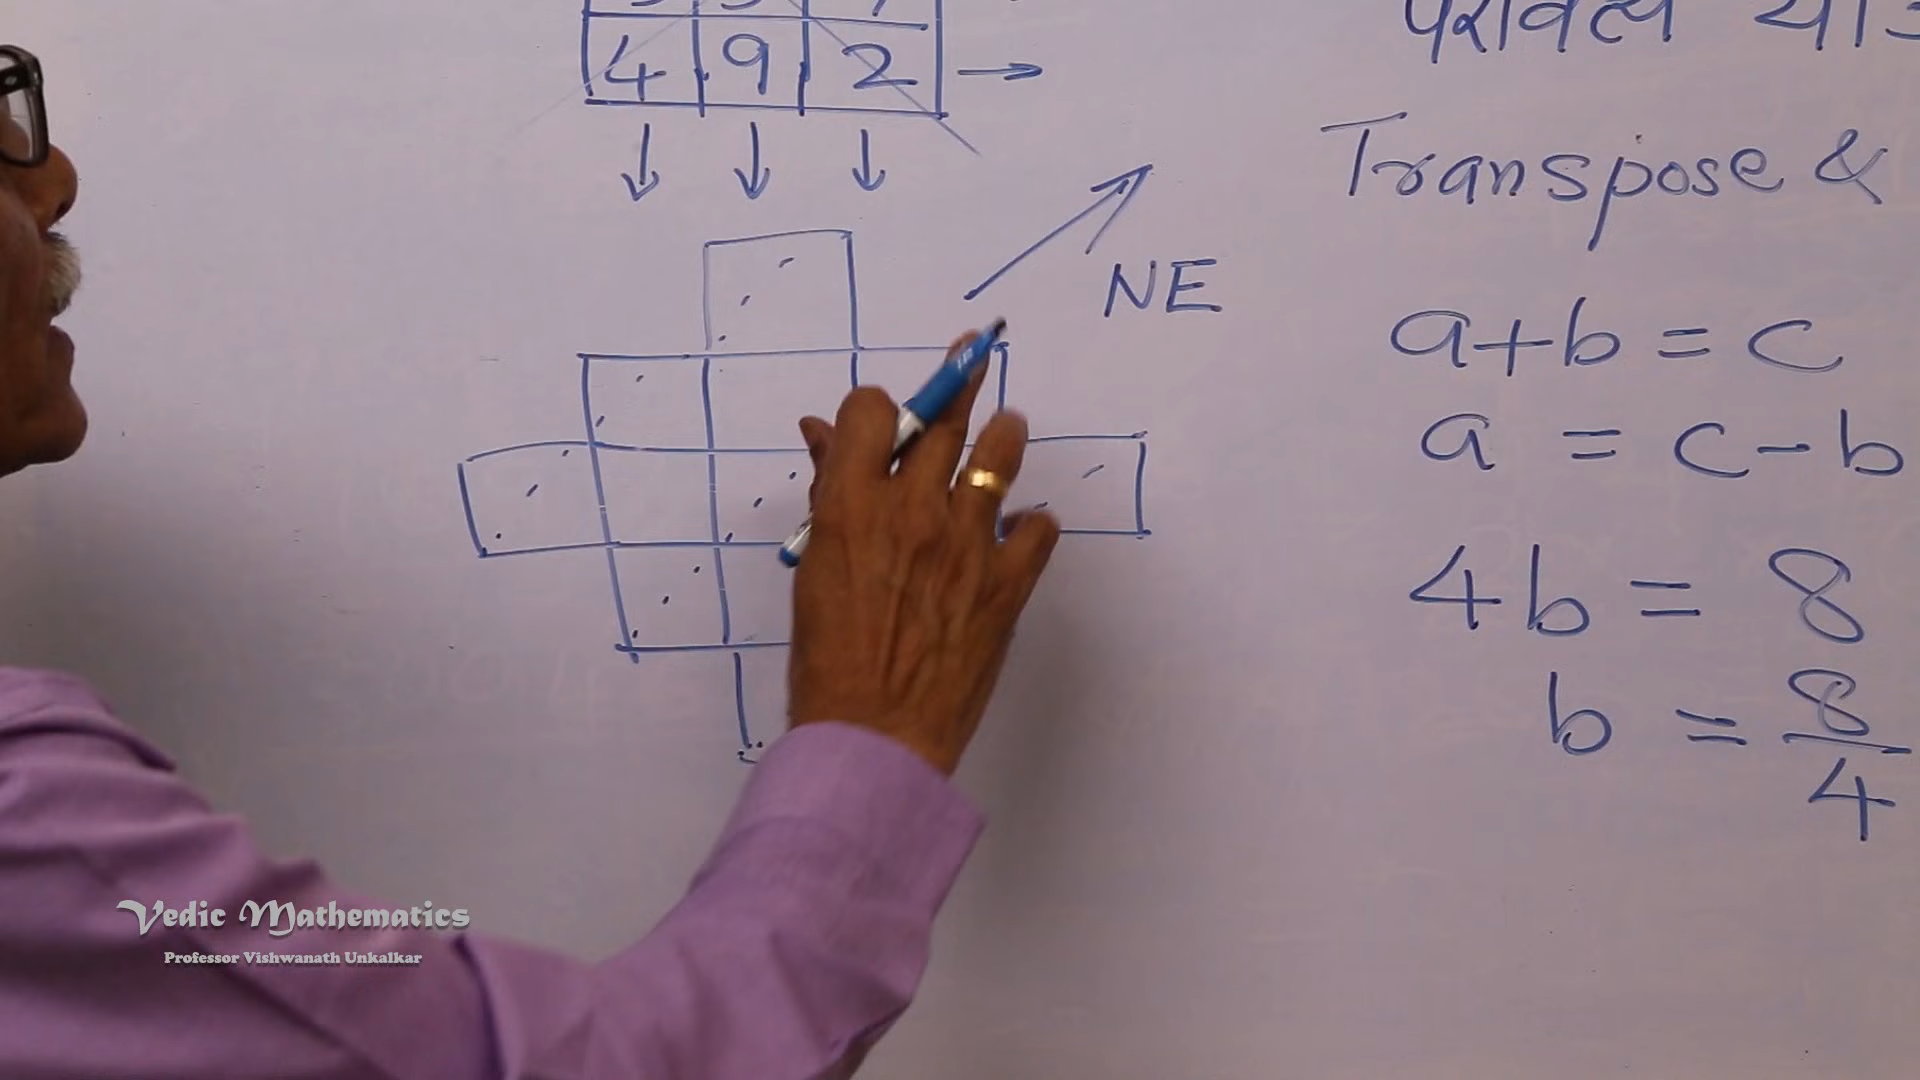 4 9 2
NE
Transpose &
a+b = c
a = c - b
4b = 8
b = 8/4
Vedic Mathematics
Professor Vishwanath Unkalkar